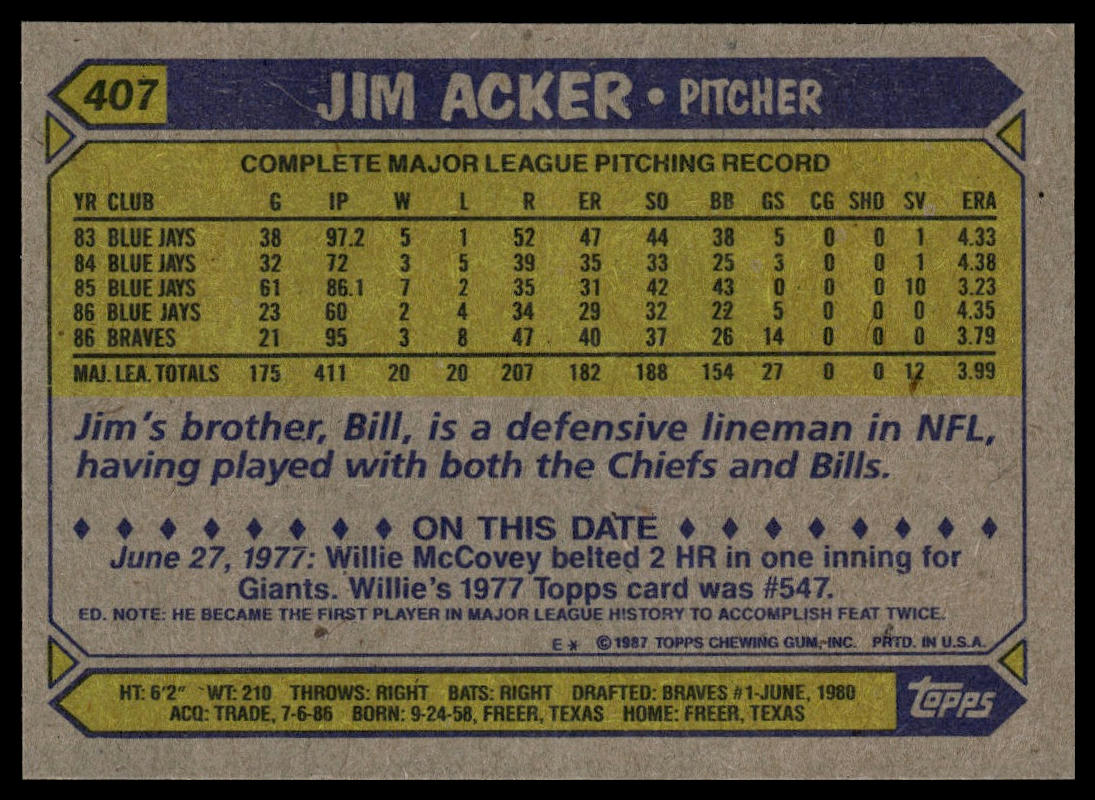 407 JIM ACKER • PITCHER
COMPLETE MAJOR LEAGUE PITCHING RECORD
YR CLUB G IP W L R ER SO BB GS CG SHO SV ERA
83 BLUE JAYS 38 97.2 5 1 52 47 44 38 5 0 0 1 4.33
84 BLUE JAYS 32 72 3 5 39 35 33 25 3 0 0 1 4.38
85 BLUE JAYS 61 86.1 7 2 35 31 42 43 0 0 0 10 3.23
86 BLUE JAYS 23 60 2 4 34 29 32 22 5 0 0 0 4.35
86 BRAVES 21 95 3 8 47 40 37 26 14 0 0 0 3.79
MAJ. LEA. TOTALS 175 411 20 20 207 182 188 154 27 0 0 12 3.99
Jim's brother, Bill, is a defensive lineman in NFL,
having played with both the Chiefs and Bills.
ON THIS DATE
June 27, 1977: Willie McCovey belted 2 HR in one inning for
Giants. Willie's 1977 Topps card was #547.
ED. NOTE: HE BECAME THE FIRST PLAYER IN MAJOR LEAGUE HISTORY TO ACCOMPLISH FEAT TWICE.
E* ©1987 TOPPS CHEWING GUM, INC. PRTD. IN U.S.A.
HT: 6'2" WT: 210 THROWS: RIGHT BATS: RIGHT DRAFTED: BRAVES #1-JUNE, 1980
ACQ: TRADE, 7-6-86 BORN: 9-24-58, FREER, TEXAS HOME: FREER, TEXAS
topps